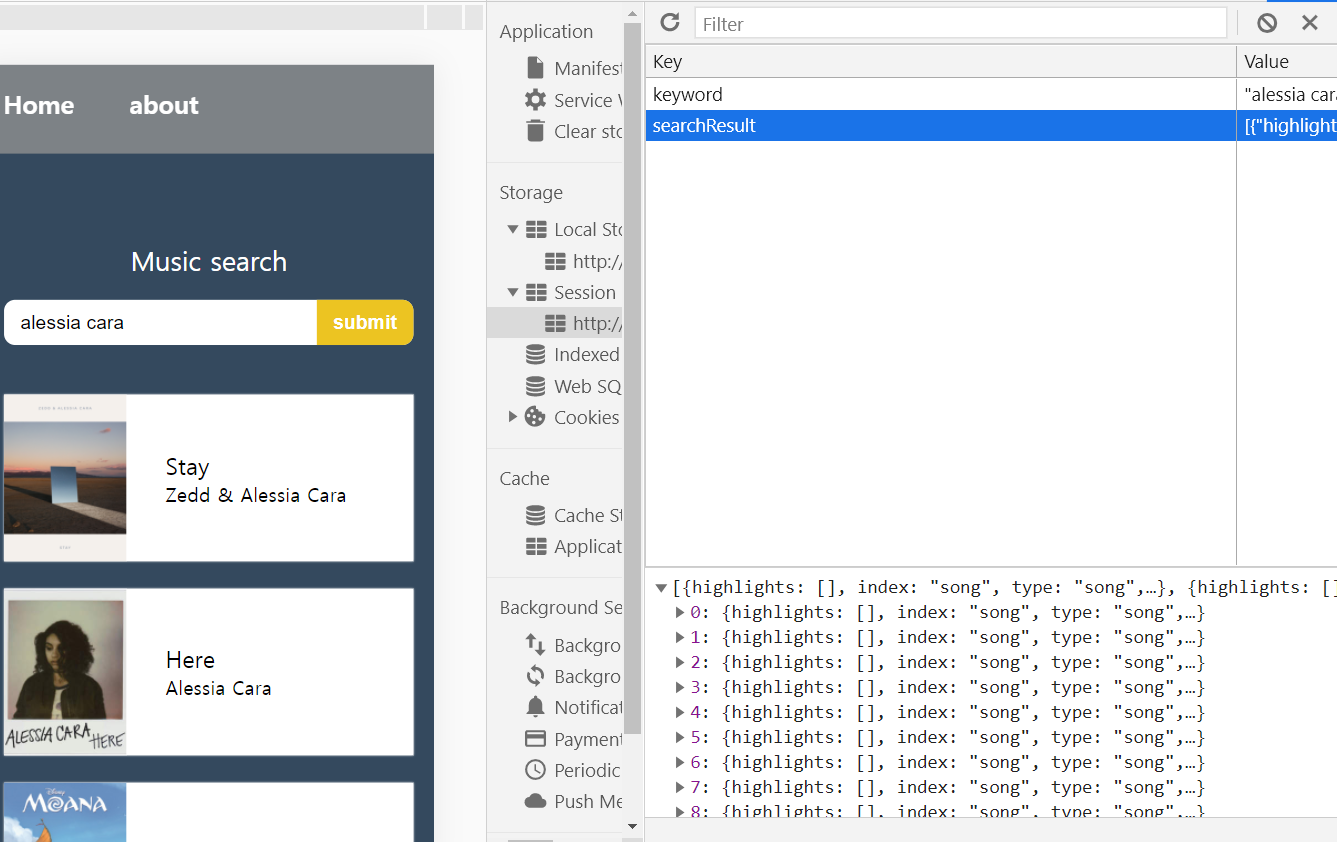 Home about
Music search
alessia cara submit
ZEDD & ALESSIA CARA
STAY
Stay
Zedd & Alessia Cara
ALESSIA CARA HERE
Here
Alessia Cara
Disney
MOANA
Application
Manifest
Service W
Clear sto
Storage
Local Sto
http:/
Session
http:/
Indexed
Web SQ
Cookies
Cache
Cache St
Applicat
Background Se
Backgro
Backgro
Notificat
Payment
Periodic
Push Me
Filter
Key Value
keyword "alessia cara
searchResult [{"highlight
[{highlights: [], index: "song", type: "song",…}, {highlights: []
0: {highlights: [], index: "song", type: "song",…}
1: {highlights: [], index: "song", type: "song",…}
2: {highlights: [], index: "song", type: "song",…}
3: {highlights: [], index: "song", type: "song",…}
4: {highlights: [], index: "song", type: "song",…}
5: {highlights: [], index: "song", type: "song",…}
6: {highlights: [], index: "song", type: "song",…}
7: {highlights: [], index: "song", type: "song",…}
8: {highlights: [], index: "song", type: "song",…}